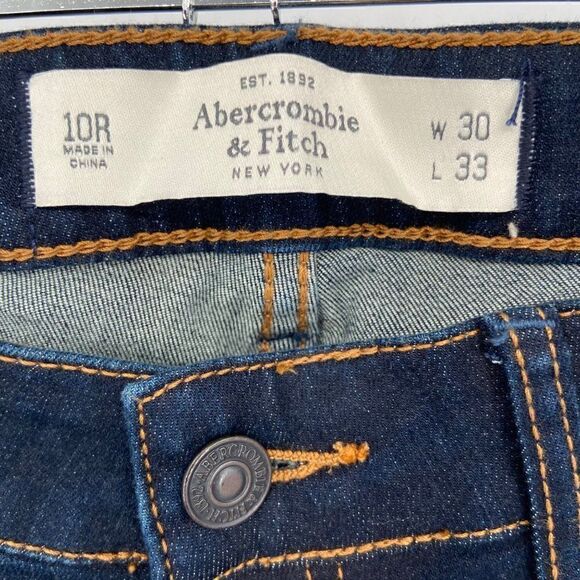 10R
MADE IN
CHINA
EST. 1892
Abercrombie
& Fitch
NEW YORK
W 30
L 33
ABERCROMBIE & FITCH